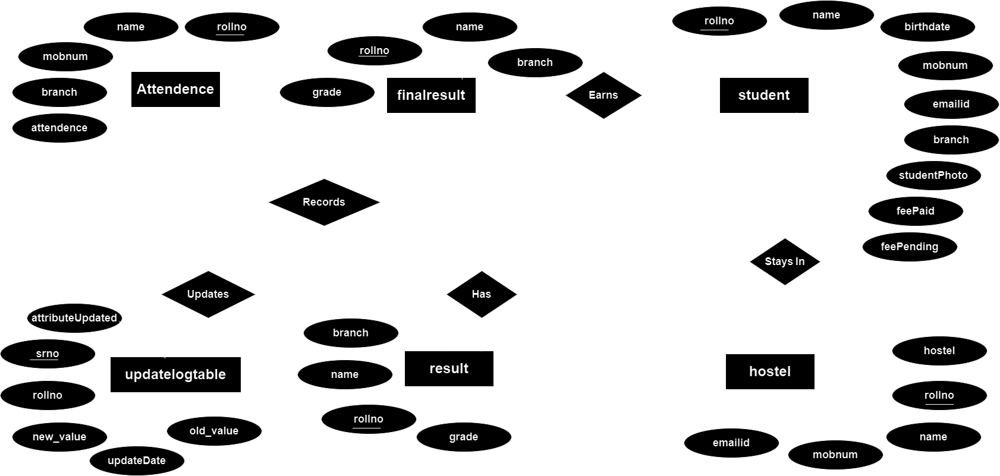 name
rollno
mobnum
Attendence
branch
attendence
name
rollno
branch
grade
finalresult
Earns
rollno
name
birthdate
mobnum
student
emailid
branch
studentPhoto
feePaid
feePending
Records
Stays In
Updates
Has
attributeUpdated
srno
updatelogtable
rollno
new_value
old_value
updateDate
branch
name
result
rollno
grade
hostel
hostel
rollno
name
emailid
mobnum